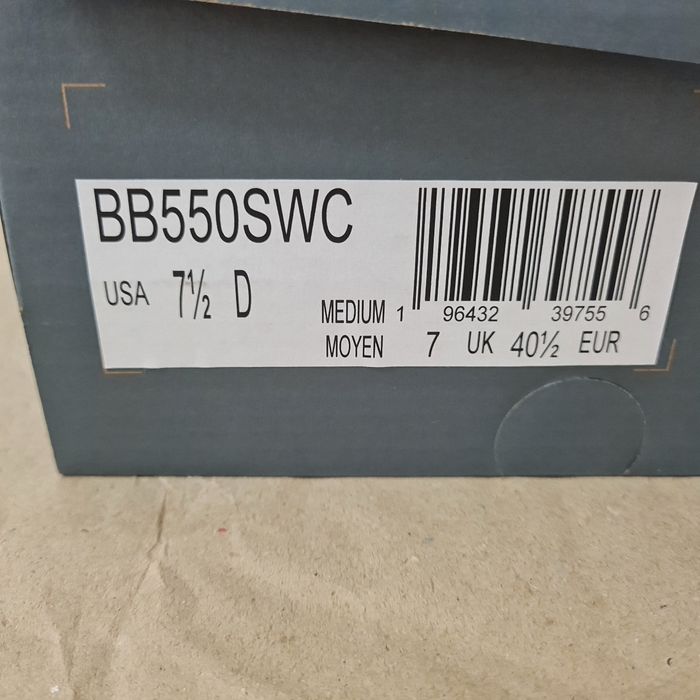 BB550SWC
USA 7½ D
MEDIUM 1 96432 39755 6
MOYEN 7 UK 40½ EUR